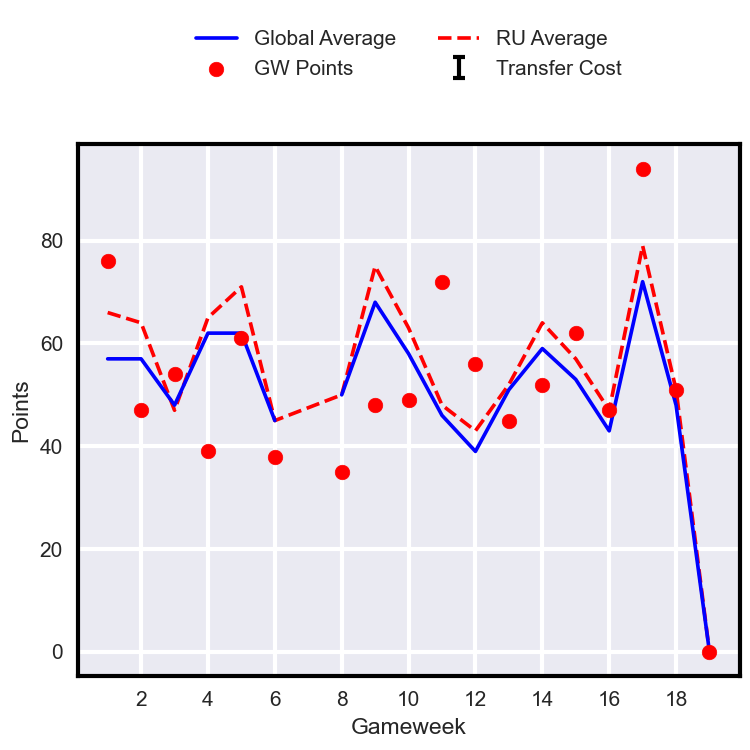 Global Average RU Average
GW Points Transfer Cost
80
60
40
20
0
Points
2 4 6 8 10 12 14 16 18
Gameweek